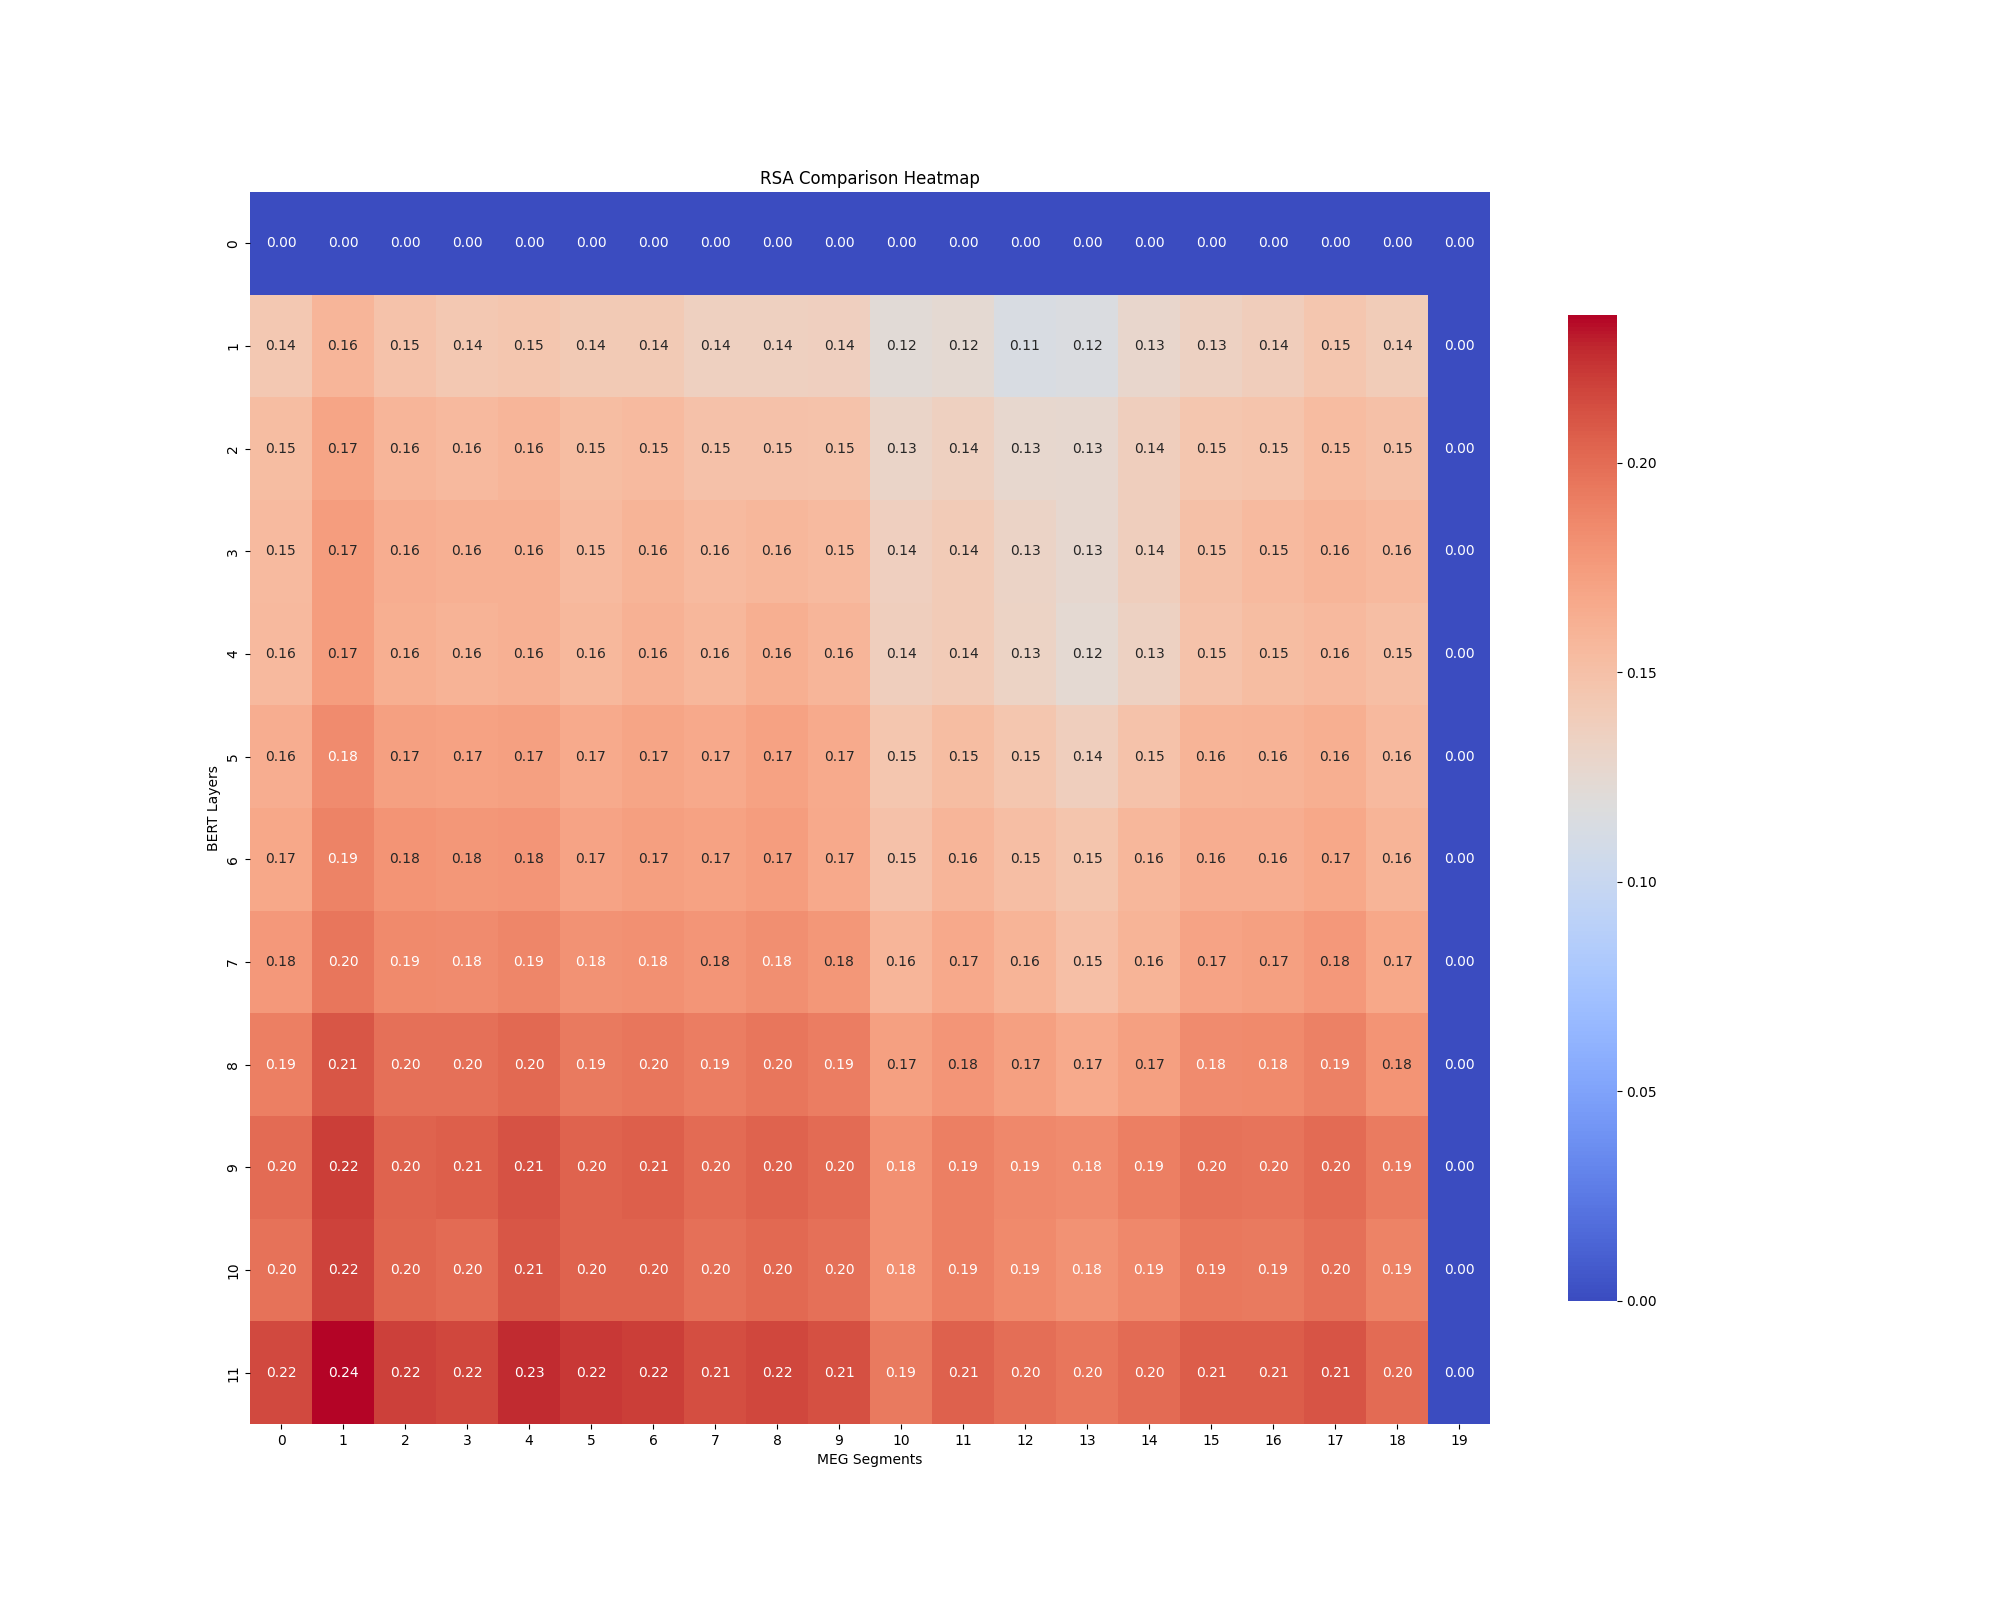 RSA Comparison Heatmap
0 0.00 0.00 0.00 0.00 0.00 0.00 0.00 0.00 0.00 0.00 0.00 0.00 0.00 0.00 0.00 0.00 0.00 0.00 0.00 0.00
1 0.14 0.16 0.15 0.14 0.15 0.14 0.14 0.14 0.14 0.14 0.12 0.12 0.11 0.12 0.13 0.13 0.14 0.15 0.14 0.00
2 0.15 0.17 0.16 0.16 0.16 0.15 0.15 0.15 0.15 0.15 0.13 0.14 0.13 0.13 0.14 0.15 0.15 0.15 0.15 0.00
3 0.15 0.17 0.16 0.16 0.16 0.15 0.16 0.16 0.16 0.15 0.14 0.14 0.13 0.13 0.14 0.15 0.15 0.16 0.16 0.00
4 0.16 0.17 0.16 0.16 0.16 0.16 0.16 0.16 0.16 0.16 0.14 0.14 0.13 0.12 0.13 0.15 0.15 0.16 0.15 0.00
5 0.16 0.18 0.17 0.17 0.17 0.17 0.17 0.17 0.17 0.17 0.15 0.15 0.15 0.14 0.15 0.16 0.16 0.16 0.16 0.00
BERT Layers
6 0.17 0.19 0.18 0.18 0.18 0.17 0.17 0.17 0.17 0.17 0.15 0.16 0.15 0.15 0.16 0.16 0.16 0.17 0.16 0.00
7 0.18 0.20 0.19 0.18 0.19 0.18 0.18 0.18 0.18 0.18 0.16 0.17 0.16 0.15 0.16 0.17 0.17 0.18 0.17 0.00
8 0.19 0.21 0.20 0.20 0.20 0.19 0.20 0.19 0.20 0.19 0.17 0.18 0.17 0.17 0.17 0.18 0.18 0.19 0.18 0.00
9 0.20 0.22 0.20 0.21 0.21 0.20 0.21 0.20 0.20 0.20 0.18 0.19 0.19 0.18 0.19 0.20 0.20 0.20 0.19 0.00
10 0.20 0.22 0.20 0.20 0.21 0.20 0.20 0.20 0.20 0.20 0.18 0.19 0.19 0.18 0.19 0.19 0.19 0.20 0.19 0.00
11 0.22 0.24 0.22 0.22 0.23 0.22 0.22 0.21 0.22 0.21 0.19 0.21 0.20 0.20 0.20 0.21 0.21 0.21 0.20 0.00
0 1 2 3 4 5 6 7 8 9 10 11 12 13 14 15 16 17 18 19
MEG Segments
0.20
0.15
0.10
0.05
0.00